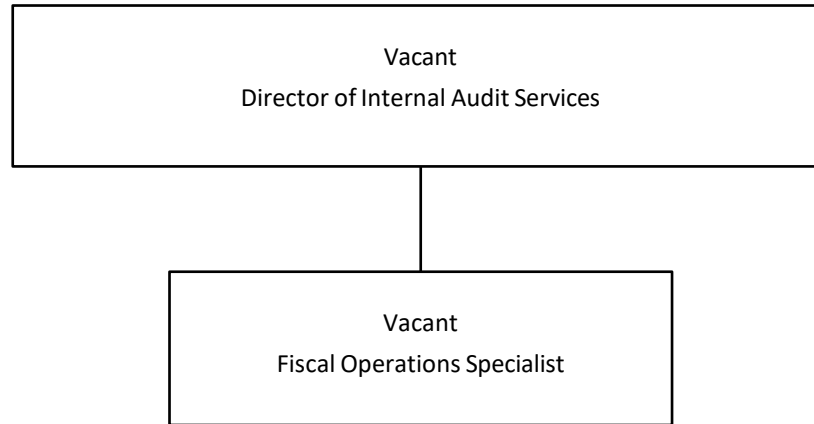 Vacant
Director of Internal Audit Services
Vacant
Fiscal Operations Specialist